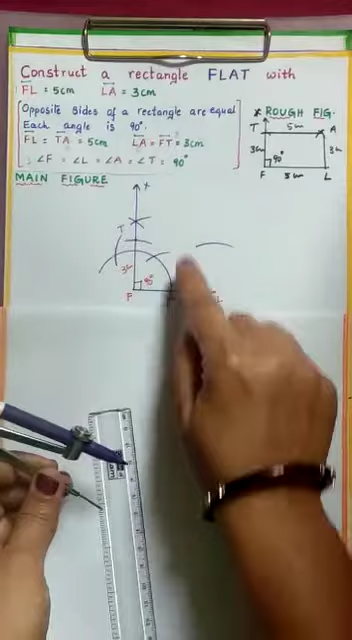 Construct a rectangle FLAT with
FL = 5cm LA = 3cm
Opposite sides of a rectangle are equal
Each angle is 90°.
FL = TA = 5cm LA = FT = 3cm
∴ ∠F = ∠L = ∠A = ∠T = 90°
* ROUGH FIG.
T 5cm A
3cm 90° 3cm
F 5cm L
MAIN FIGURE
x
T
3cm 90°
F